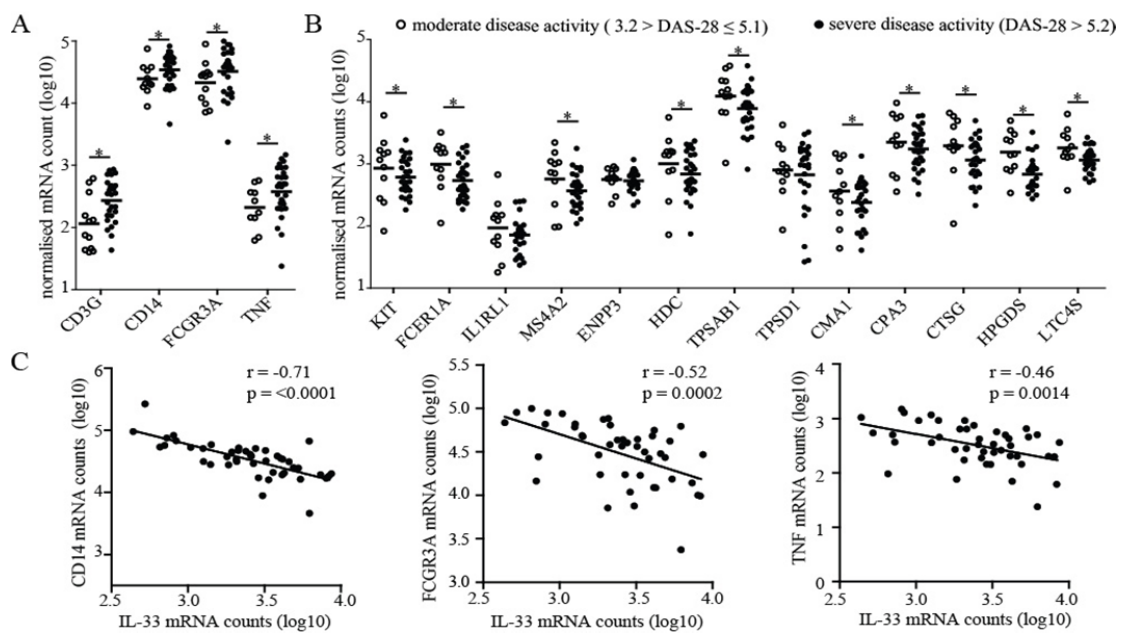 A
B
○ moderate disease activity ( 3.2 > DAS-28 ≤ 5.1)
● severe disease activity (DAS-28 > 5.2)
normalised mRNA count (log10)
5
4
3
2
1
* * * *
CD3G CD14 FCGR3A TNF
normalised mRNA counts (log10)
5
4
3
2
1
* * * * * * * * * *
KIT FCER1A IL1RL1 MS4A2 ENPP3 HDC TPSAB1 TPSD1 CMA1 CPA3 CTSG HPGDS LTC4S
C
CD14 mRNA counts (log10)
6
5
4
3
r = -0.71
p = <0.0001
2.5 3.0 3.5 4.0
IL-33 mRNA counts (log10)
FCGR3A mRNA counts (log10)
5.5
5.0
4.5
4.0
3.5
3.0
r = -0.52
p = 0.0002
2.5 3.0 3.5 4.0
IL-33 mRNA counts (log10)
TNF mRNA counts (log10)
4
3
2
1
0
r = -0.46
p = 0.0014
2.5 3.0 3.5 4.0
IL-33 mRNA counts (log10)